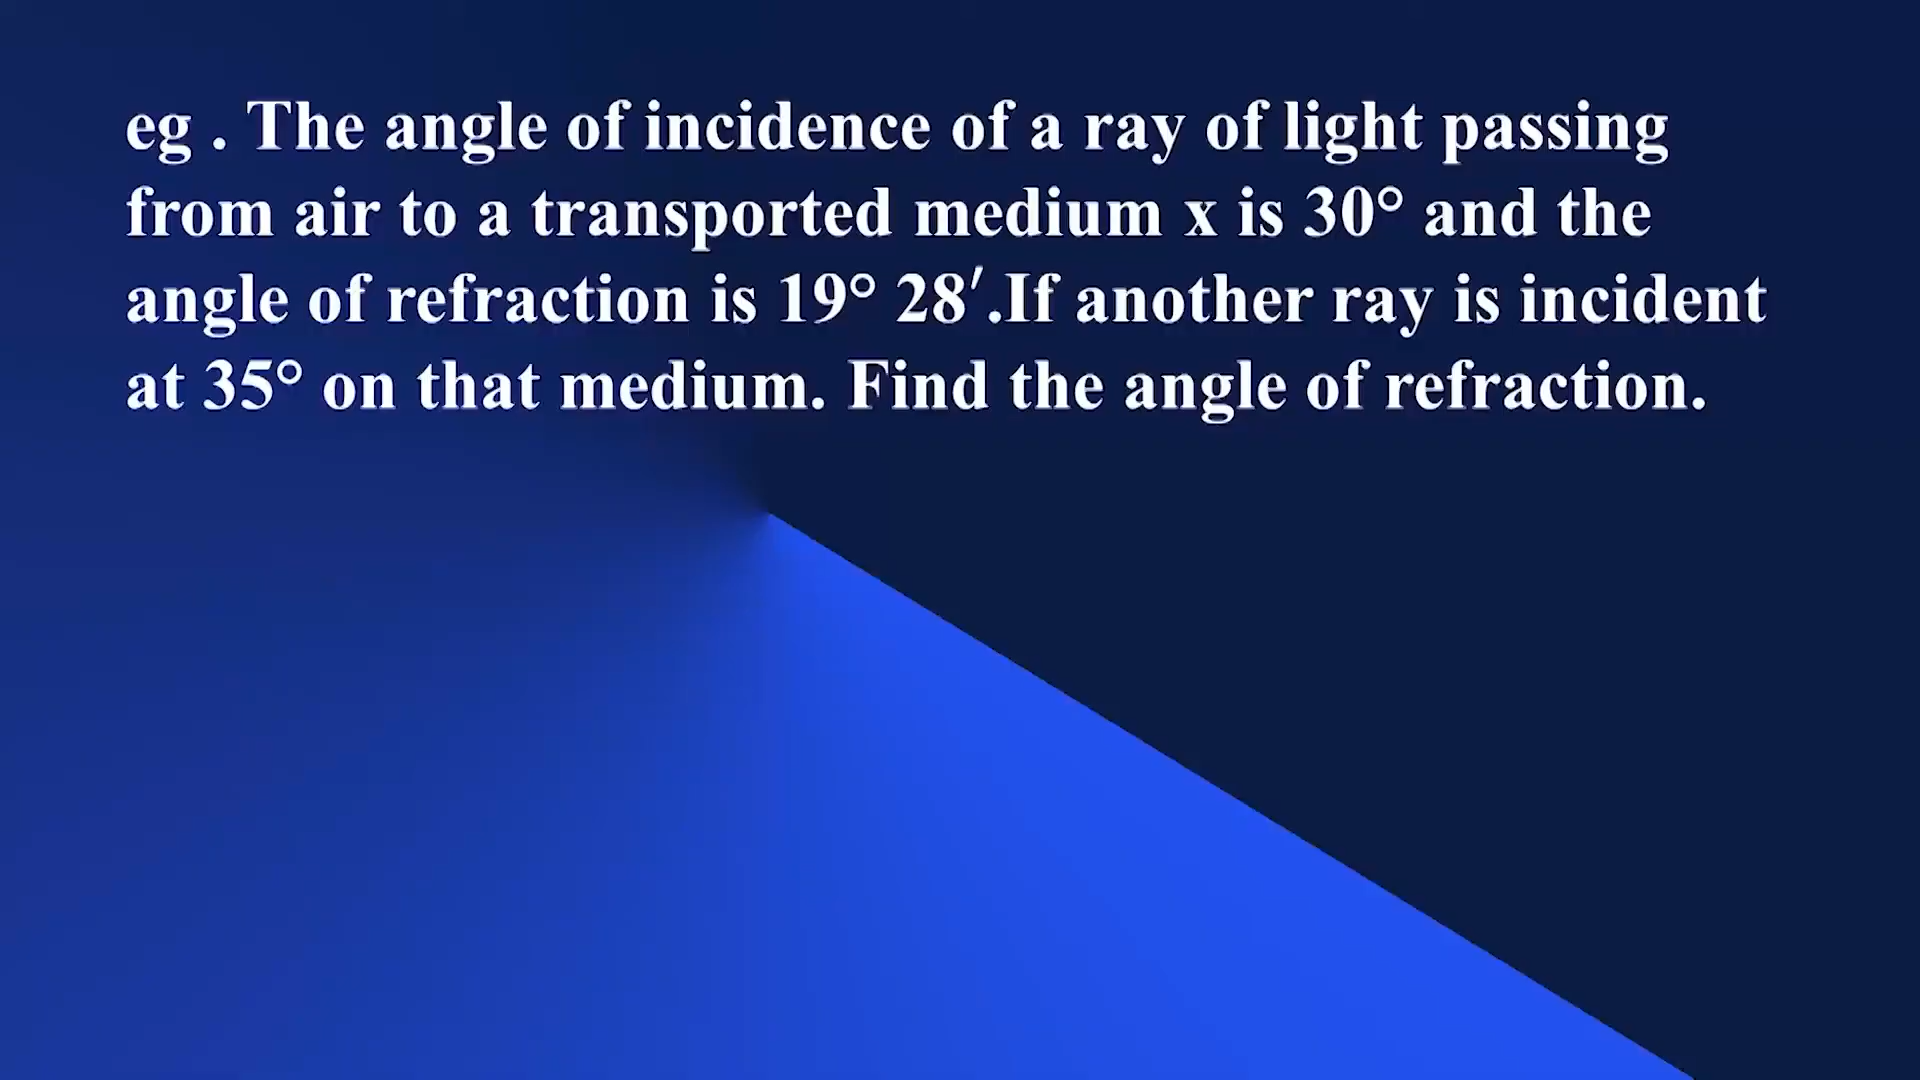 eg . The angle of incidence of a ray of light passing
from air to a transported medium x is 30° and the
angle of refraction is 19° 28′.If another ray is incident
at 35° on that medium. Find the angle of refraction.